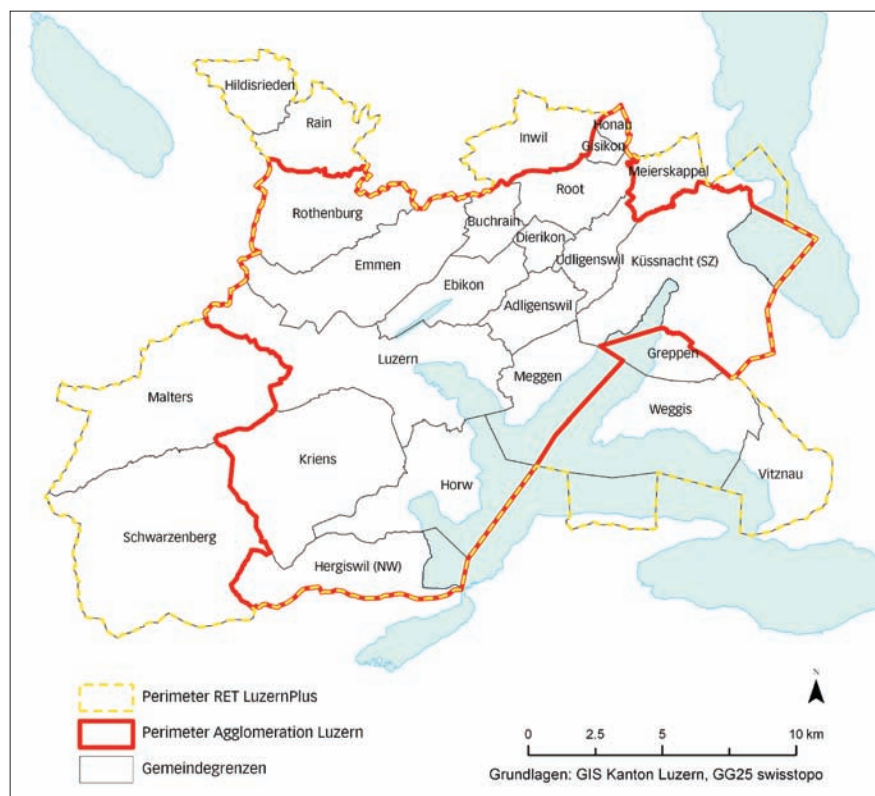 Hildisrieden
Rain
Inwil
Honau
Gisikon
Meierskappel
Rothenburg
Root
Buchrain
Dierikon
Udligenswil
Küssnacht (SZ)
Emmen
Ebikon
Adligenswil
Luzern
Greppen
Meggen
Malters
Weggis
Kriens
Vitznau
Horw
Schwarzenberg
Hergiswil (NW)
Perimeter RET LuzernPlus
Perimeter Agglomeration Luzern
Gemeindegrenzen
N
0 2.5 5 10 km
Grundlagen: GIS Kanton Luzern, GG25 swisstopo